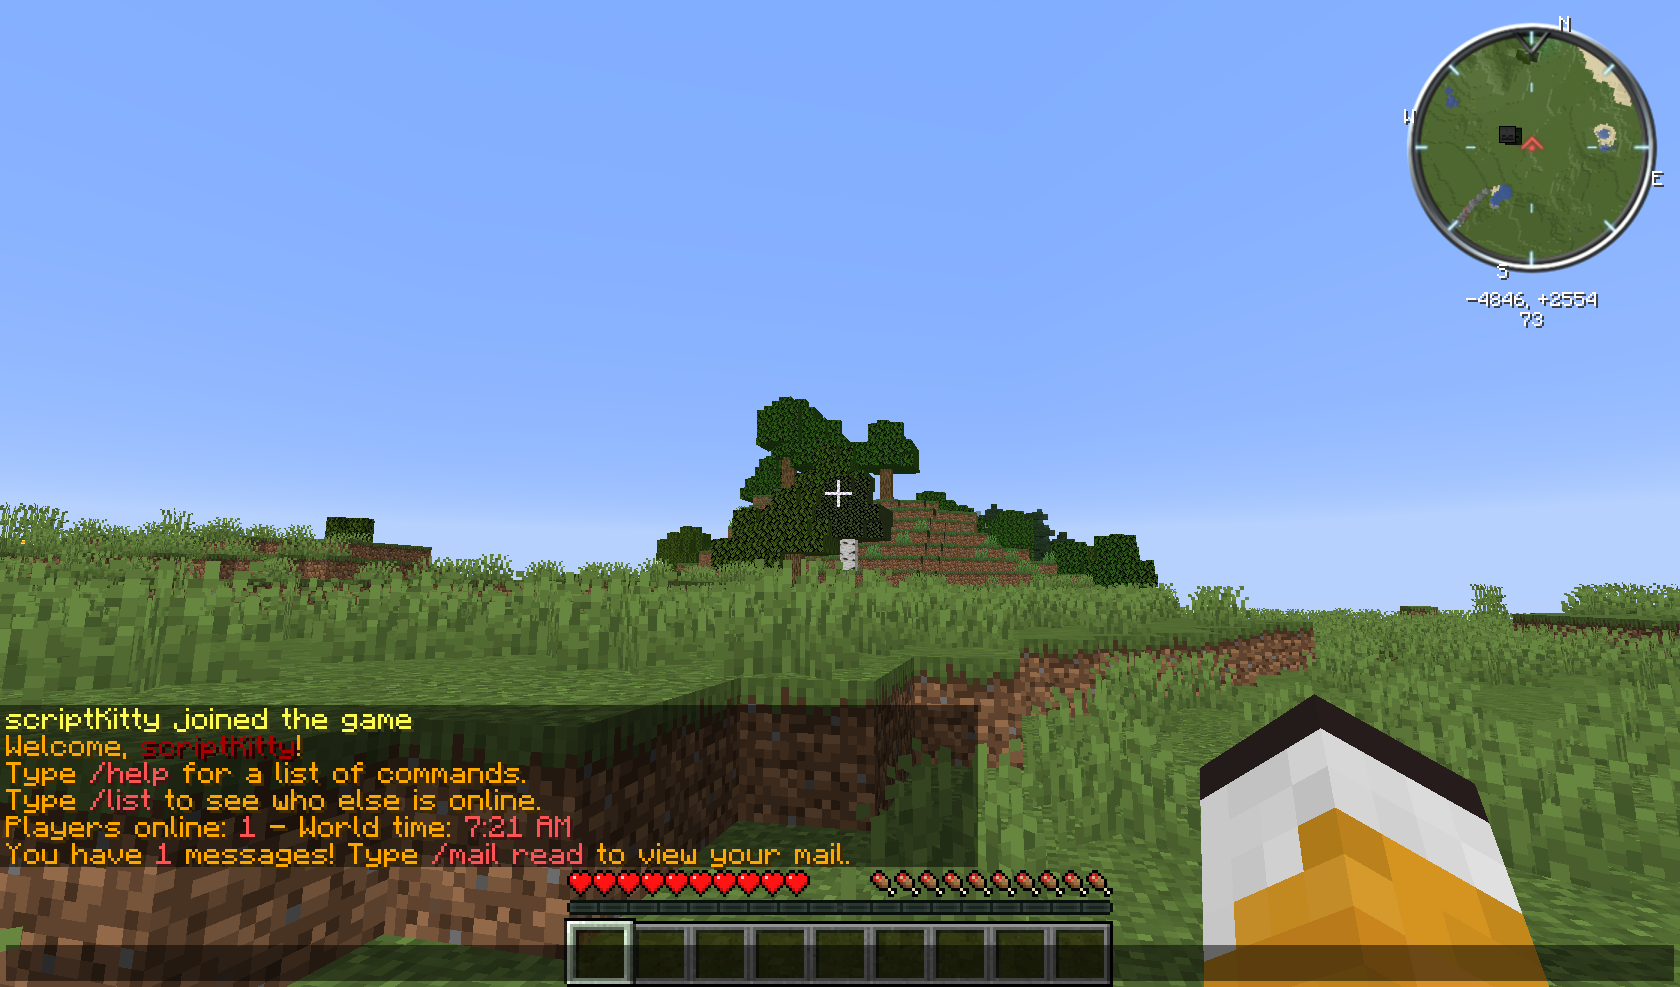 N
W
E
S
-4846, +2554
73
scriptKitty joined the game
Welcome, scriptKitty!
Type /help for a list of commands.
Type /list to see who else is online.
Players online: 1 - World time: 7:21 AM
You have 1 messages! Type /mail read to view your mail.